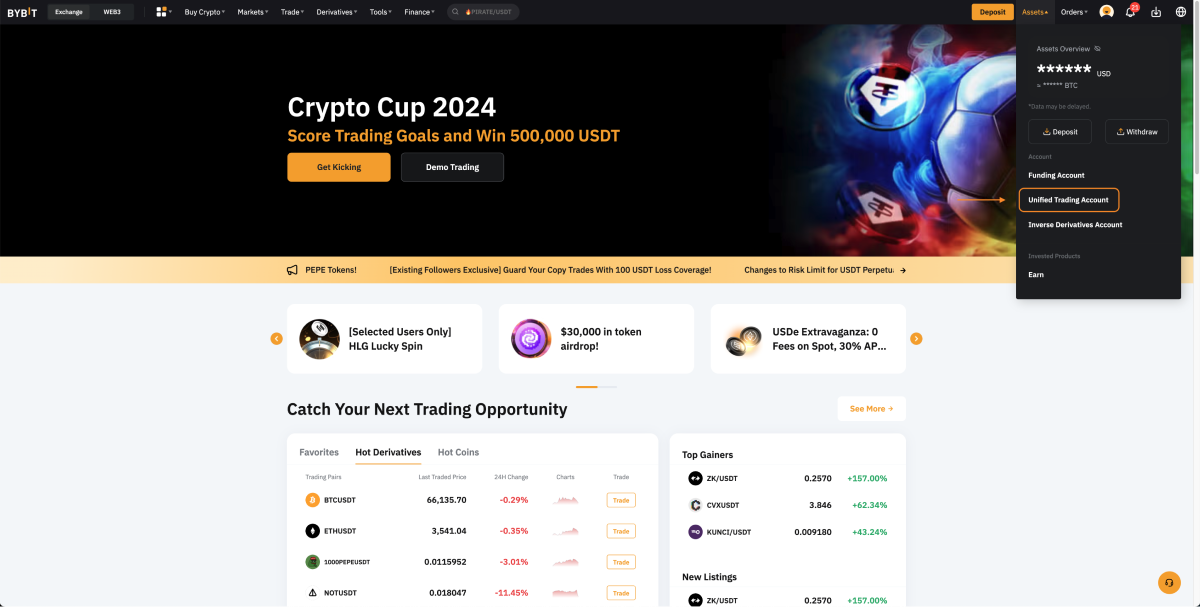 BYBIT
Exchange
WEB3
Buy Crypto
Markets
Trade
Derivatives
Tools
Finance
PIRATE/USDT
Deposit
Assets
Orders
21
Assets Overview
****** USD
≈ ****** BTC
*Data may be delayed.
Deposit
Withdraw
Account
Funding Account
Unified Trading Account
Inverse Derivatives Account
Invested Products
Earn
Crypto Cup 2024
Score Trading Goals and Win 500,000 USDT
Get Kicking
Demo Trading
PEPE Tokens!
[Existing Followers Exclusive] Guard Your Copy Trades With 100 USDT Loss Coverage!
Changes to Risk Limit for USDT Perpetu
[Selected Users Only]
HLG Lucky Spin
$30,000 in token
airdrop!
USDe Extravaganza: 0
Fees on Spot, 30% AP...
Catch Your Next Trading Opportunity
See More
Favorites
Hot Derivatives
Hot Coins
Trading Pairs
Last Traded Price
24H Change
Charts
Trade
BTCUSDT
66,135.70
-0.29%
Trade
ETHUSDT
3,541.04
-0.35%
Trade
1000PEPEUSDT
0.0115952
-3.01%
Trade
NOTUSDT
0.018047
-11.45%
Trade
Top Gainers
ZK/USDT
0.2570
+157.00%
CVXUSDT
3.846
+62.34%
KUNCI/USDT
0.009180
+43.24%
New Listings
ZK/USDT
0.2570
+157.00%